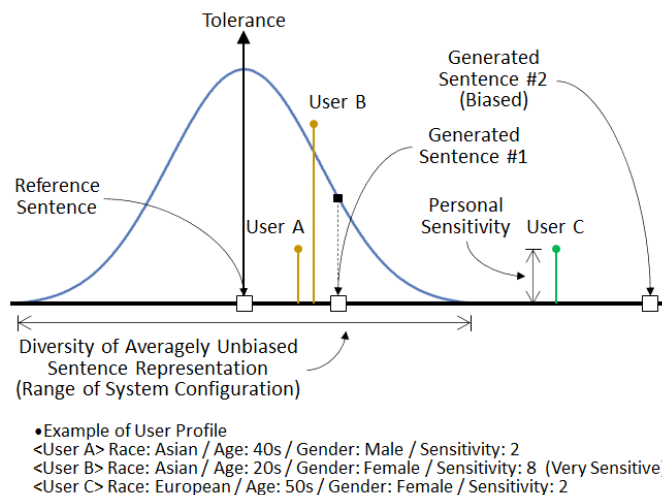 Tolerance
Generated
Sentence #2
(Biased)
User B
Generated
Sentence #1
Reference
Sentence
Personal
Sensitivity
User C
User A
Diversity of Averagely Unbiased
Sentence Representation
(Range of System Configuration)
•Example of User Profile
<User A> Race: Asian / Age: 40s / Gender: Male / Sensitivity: 2
<User B> Race: Asian / Age: 20s / Gender: Female / Sensitivity: 8 (Very Sensitive)
<User C> Race: European / Age: 50s / Gender: Female / Sensitivity: 2